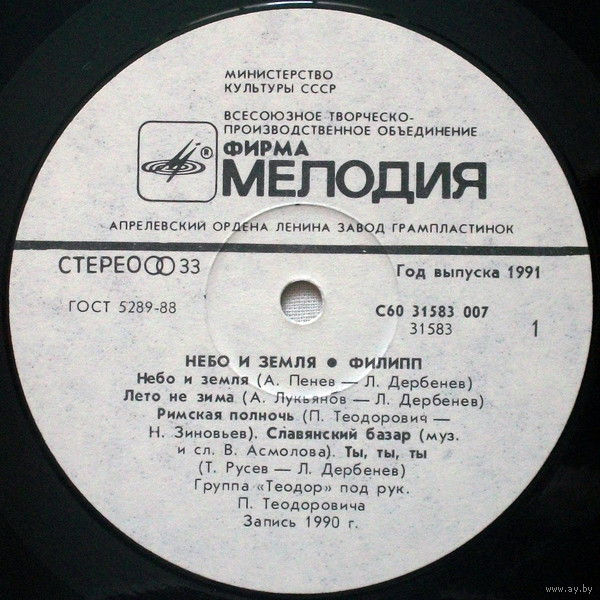 МИНИСТЕРСТВО
КУЛЬТУРЫ СССР
ВСЕСОЮЗНОЕ ТВОРЧЕСКО-
ПРОИЗВОДСТВЕННОЕ ОБЪЕДИНЕНИЕ
ФИРМА
®
МЕЛОДИЯ
АПРЕЛЕВСКИЙ ОРДЕНА ЛЕНИНА ЗАВОД ГРАМПЛАСТИНОК
СТЕРЕО 33
Год выпуска 1991
ГОСТ 5289-88
С60 31583 007
31583
1
НЕБО И ЗЕМЛЯ ● ФИЛИПП
Небо и земля (А. Пенев — Л. Дербенев)
Лето не зима (А. Лукьянов — Л. Дербенев)
Римская полночь (П. Теодорович —
Н. Зиновьев). Славянский базар (муз.
и сл. В. Асмолова). Ты, ты, ты
(Т. Русев — Л. Дербенев)
Группа «Теодор» под рук.
П. Теодоровича
Запись 1990 г.
www.ay.by